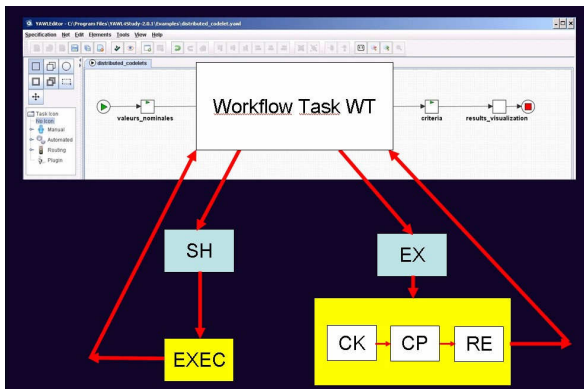 YAWLEditor - C:\Program Files\YAWL4Study-2.0.1\Examples\distributed_codelet.yawl
Specification Net Edit Elements Tools View Help
distributed_codelets
Task Icon
No Icon
Manual
Automated
Routing
Plugin
valeurs_nominales
Workflow Task WT
criteria
results_visualization
SH
EX
EXEC
CK
CP
RE